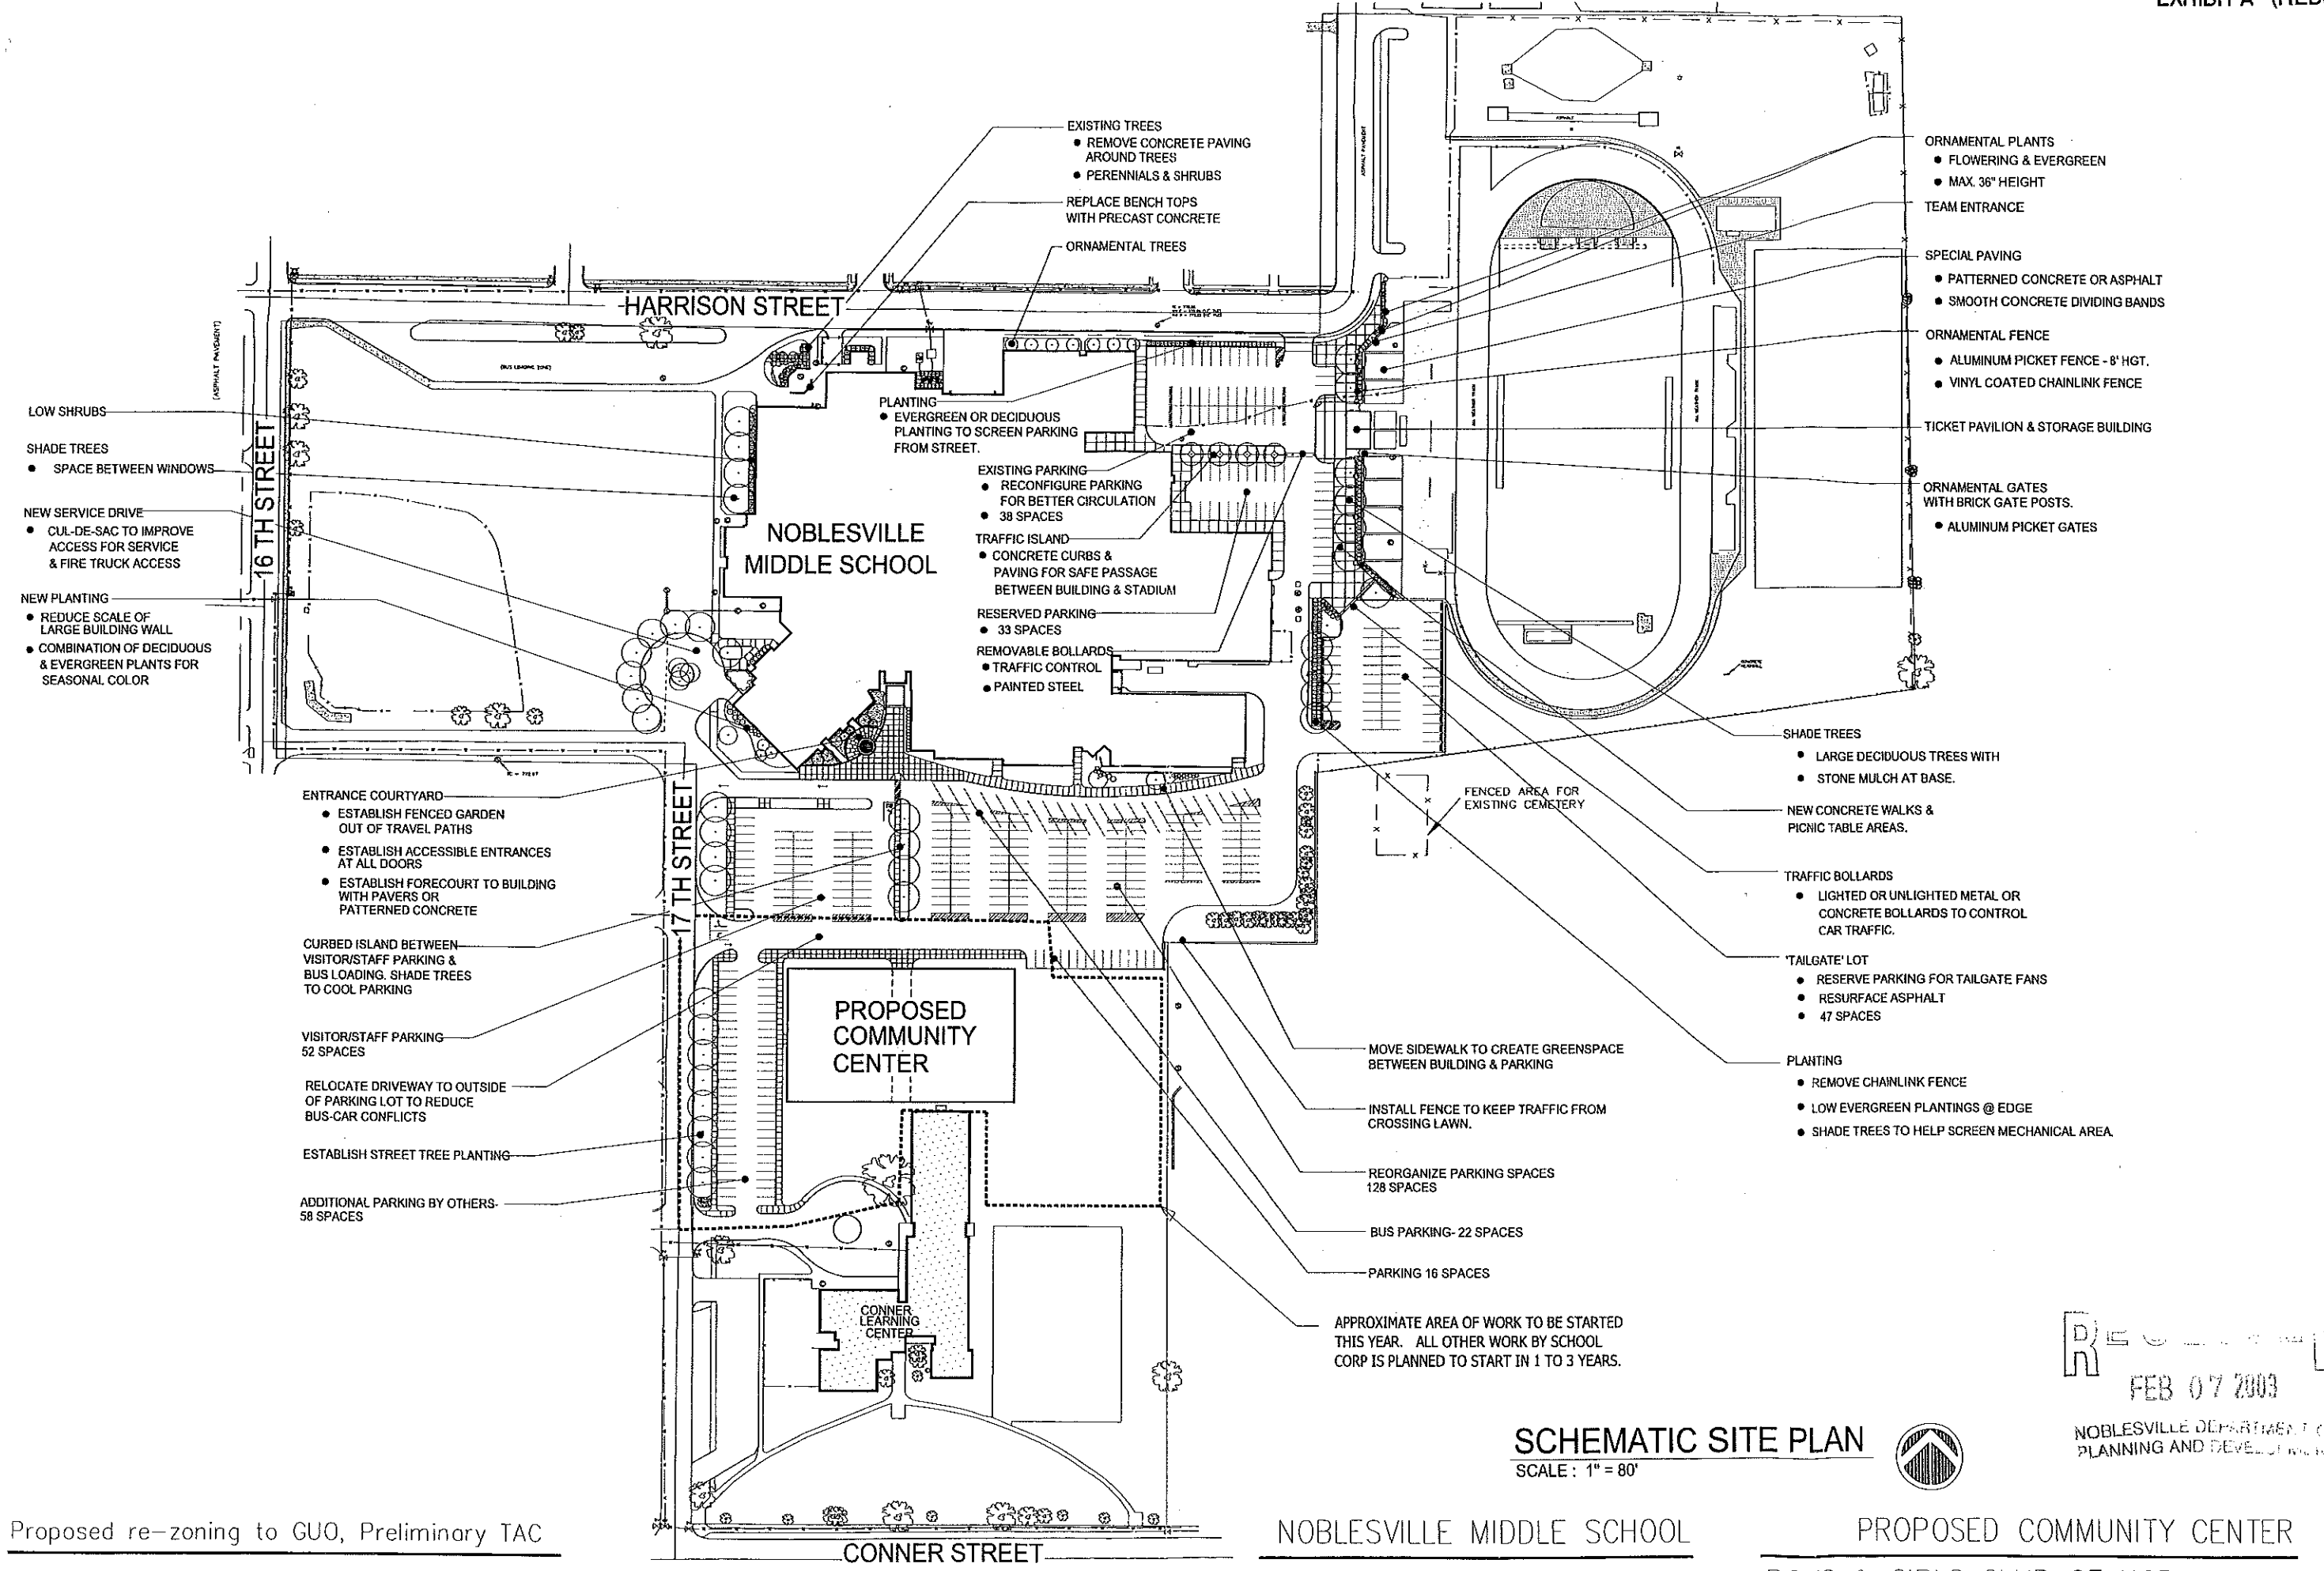 EXHIBIT A
HARRISON STREET
16 TH STREET
17 TH STREET
CONNER STREET
[ASPHALT PAVEMENT]
(BUS LOADING ZONE)
ASPHALT PAVEMENT
ASPHALT
EXISTING TREES
● REMOVE CONCRETE PAVING
AROUND TREES
● PERENNIALS & SHRUBS
REPLACE BENCH TOPS
WITH PRECAST CONCRETE
ORNAMENTAL TREES
LOW SHRUBS
SHADE TREES
● SPACE BETWEEN WINDOWS
NEW SERVICE DRIVE
● CUL-DE-SAC TO IMPROVE
ACCESS FOR SERVICE
& FIRE TRUCK ACCESS
NEW PLANTING
● REDUCE SCALE OF
LARGE BUILDING WALL
● COMBINATION OF DECIDUOUS
& EVERGREEN PLANTS FOR
SEASONAL COLOR
NOBLESVILLE
MIDDLE SCHOOL
PLANTING
● EVERGREEN OR DECIDUOUS
PLANTING TO SCREEN PARKING
FROM STREET.
EXISTING PARKING
● RECONFIGURE PARKING
FOR BETTER CIRCULATION
● 38 SPACES
TRAFFIC ISLAND
● CONCRETE CURBS &
PAVING FOR SAFE PASSAGE
BETWEEN BUILDING & STADIUM
RESERVED PARKING
● 33 SPACES
REMOVABLE BOLLARDS
● TRAFFIC CONTROL
● PAINTED STEEL
ORNAMENTAL PLANTS
● FLOWERING & EVERGREEN
● MAX. 36" HEIGHT
TEAM ENTRANCE
SPECIAL PAVING
● PATTERNED CONCRETE OR ASPHALT
● SMOOTH CONCRETE DIVIDING BANDS
ORNAMENTAL FENCE
● ALUMINUM PICKET FENCE - 8' HGT.
● VINYL COATED CHAINLINK FENCE
TICKET PAVILION & STORAGE BUILDING
ORNAMENTAL GATES
WITH BRICK GATE POSTS.
● ALUMINUM PICKET GATES
SHADE TREES
● LARGE DECIDUOUS TREES WITH
● STONE MULCH AT BASE.
NEW CONCRETE WALKS &
PICNIC TABLE AREAS.
TRAFFIC BOLLARDS
● LIGHTED OR UNLIGHTED METAL OR
CONCRETE BOLLARDS TO CONTROL
CAR TRAFFIC.
'TAILGATE' LOT
● RESERVE PARKING FOR TAILGATE FANS
● RESURFACE ASPHALT
● 47 SPACES
PLANTING
● REMOVE CHAINLINK FENCE
● LOW EVERGREEN PLANTINGS @ EDGE
● SHADE TREES TO HELP SCREEN MECHANICAL AREA.
FENCED AREA FOR
EXISTING CEMETERY
ENTRANCE COURTYARD
● ESTABLISH FENCED GARDEN
OUT OF TRAVEL PATHS
● ESTABLISH ACCESSIBLE ENTRANCES
AT ALL DOORS
● ESTABLISH FORECOURT TO BUILDING
WITH PAVERS OR
PATTERNED CONCRETE
CURBED ISLAND BETWEEN
VISITOR/STAFF PARKING &
BUS LOADING. SHADE TREES
TO COOL PARKING
VISITOR/STAFF PARKING
52 SPACES
RELOCATE DRIVEWAY TO OUTSIDE
OF PARKING LOT TO REDUCE
BUS-CAR CONFLICTS
ESTABLISH STREET TREE PLANTING
ADDITIONAL PARKING BY OTHERS-
58 SPACES
PROPOSED
COMMUNITY
CENTER
CONNER
LEARNING
CENTER
MOVE SIDEWALK TO CREATE GREENSPACE
BETWEEN BUILDING & PARKING
INSTALL FENCE TO KEEP TRAFFIC FROM
CROSSING LAWN.
REORGANIZE PARKING SPACES
128 SPACES
BUS PARKING- 22 SPACES
PARKING 16 SPACES
APPROXIMATE AREA OF WORK TO BE STARTED
THIS YEAR. ALL OTHER WORK BY SCHOOL
CORP IS PLANNED TO START IN 1 TO 3 YEARS.
SCHEMATIC SITE PLAN
SCALE : 1" = 80'
FEB 07 2003
NOBLESVILLE DEPARTMENT
PLANNING AND
Proposed re-zoning to GUO, Preliminary TAC
NOBLESVILLE MIDDLE SCHOOL
PROPOSED COMMUNITY CENTER